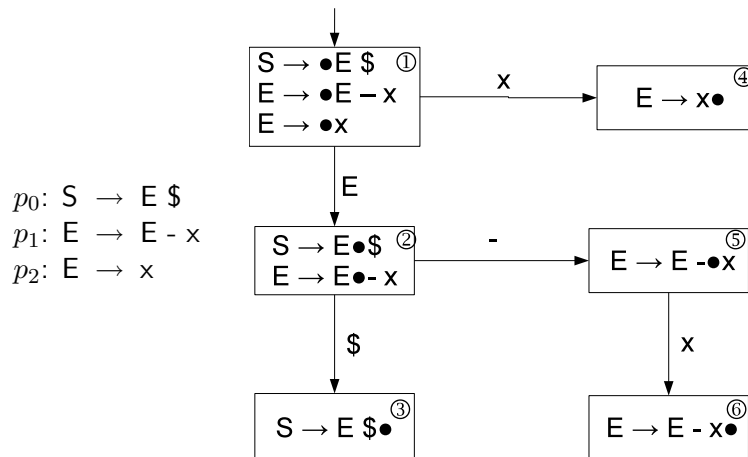 S → ●E $ ①
E → ●E – x
E → ●x
x
E → x● ④
E
p₀: S → E $
p₁: E → E - x
p₂: E → x
S → E●$ ②
E → E●- x
-
E → E -●x ⑤
$
x
S → E $● ③
E → E - x● ⑥